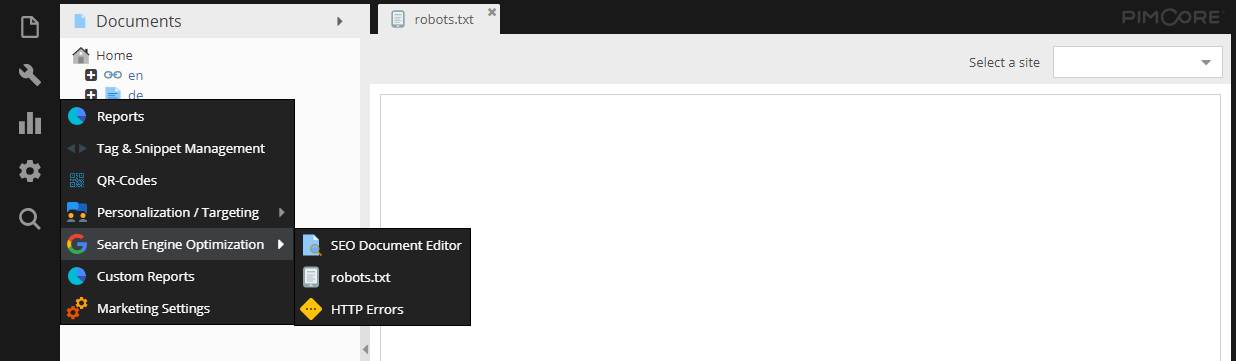 Documents
robots.txt
PIMCORE
Home
en
de
Select a site
Reports
Tag & Snippet Management
QR-Codes
Personalization / Targeting
Search Engine Optimization
SEO Document Editor
robots.txt
Custom Reports
HTTP Errors
Marketing Settings